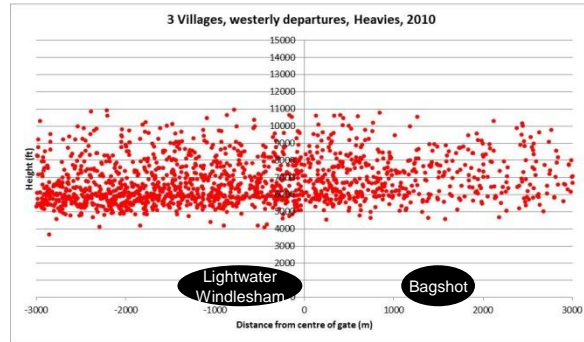 3 Villages, westerly departures, Heavies, 2010
15000
14000
13000
12000
11000
10000
9000
8000
7000
6000
5000
4000
3000
2000
1000
0
Height (ft)
Lightwater
Windlesham
Bagshot
-3000 -2000 -1000 0 1000 2000 3000
Distance from centre of gate (m)